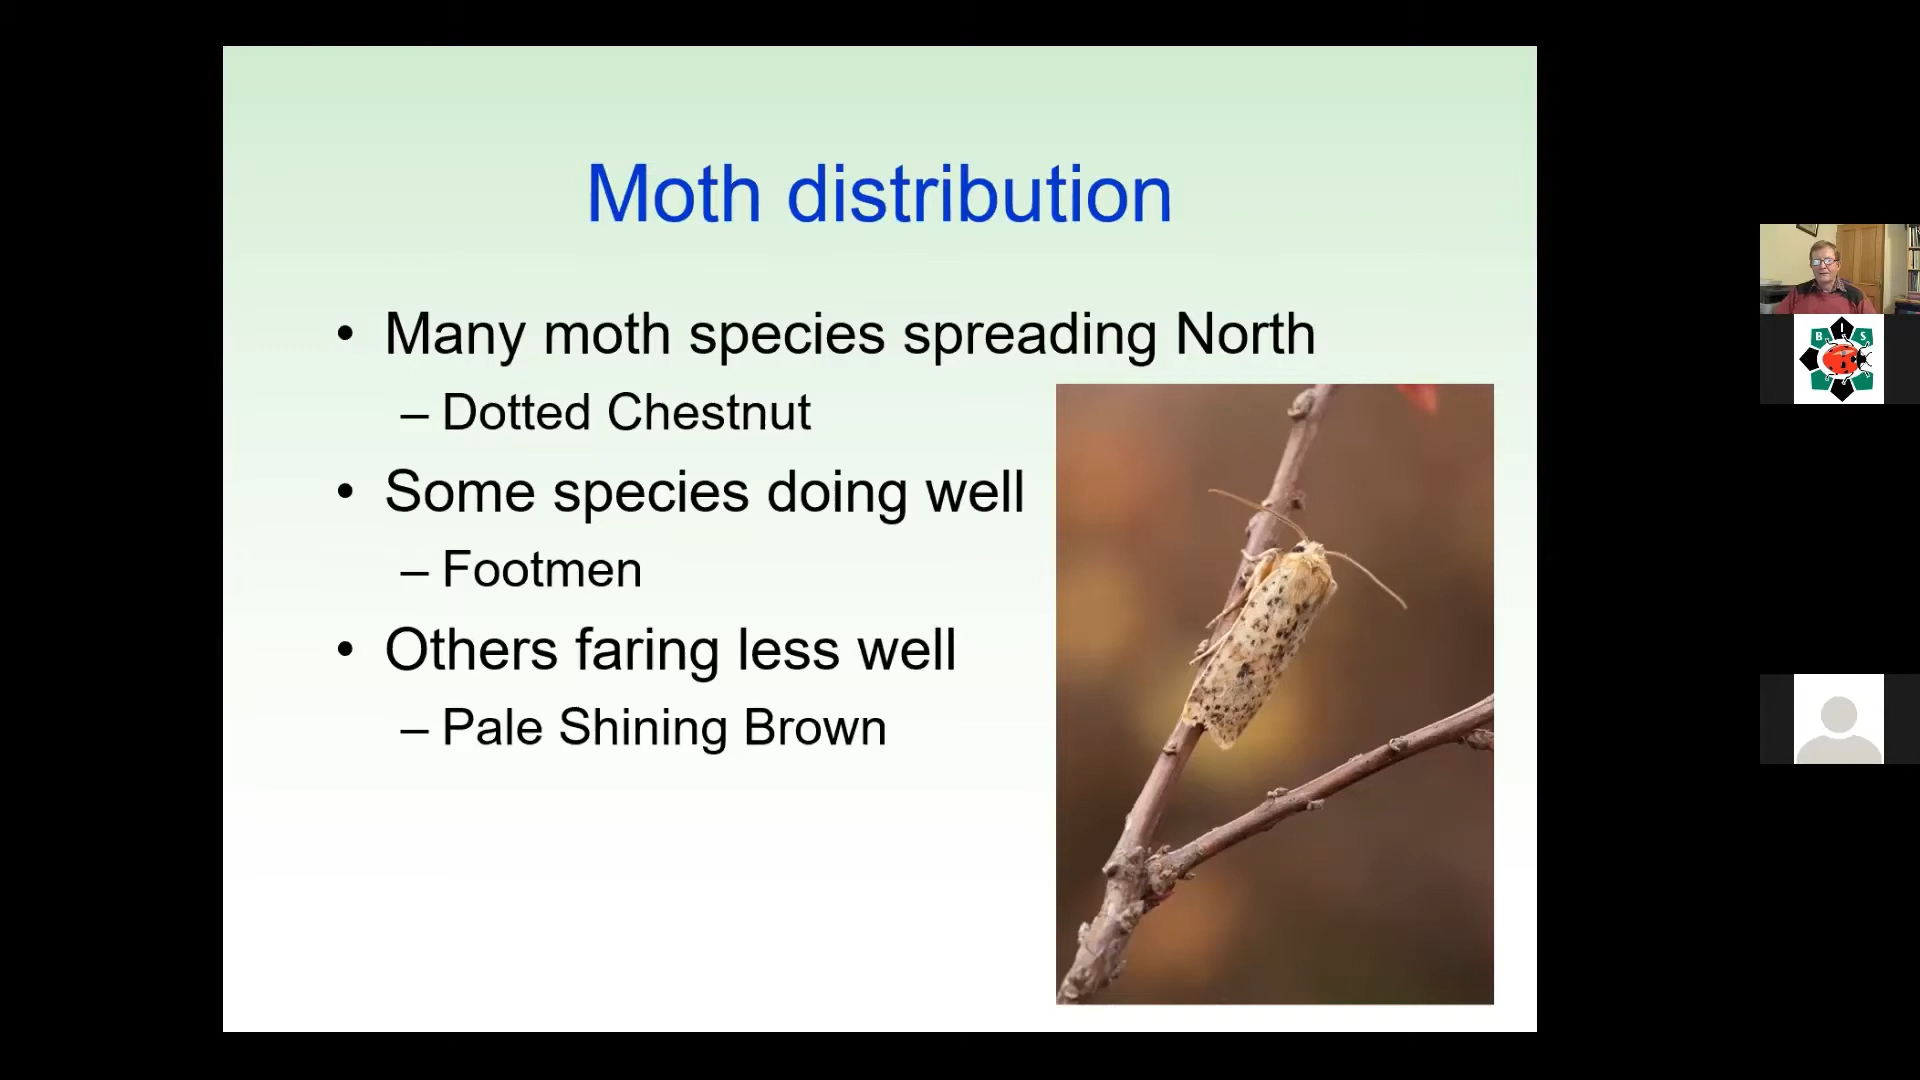 Moth distribution
• Many moth species spreading North
– Dotted Chestnut
• Some species doing well
– Footmen
• Others faring less well
– Pale Shining Brown
B I S